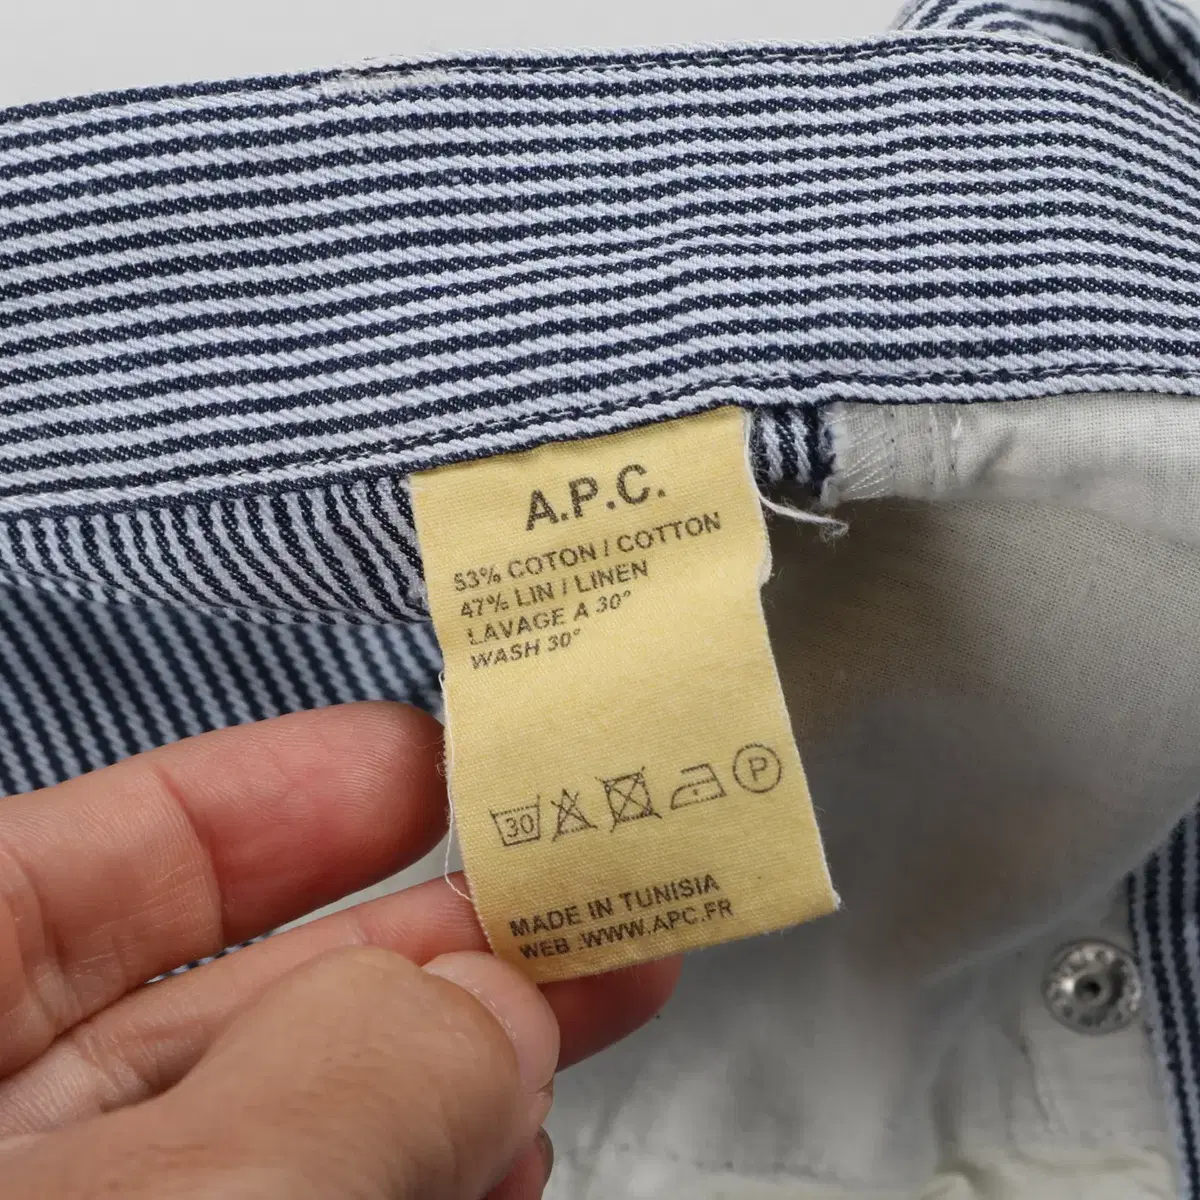 A.P.C.
53% COTON / COTTON
47% LIN / LINEN
LAVAGE A 30°
WASH 30°
30 P
MADE IN TUNISIA
WEB :WWW.APC.FR